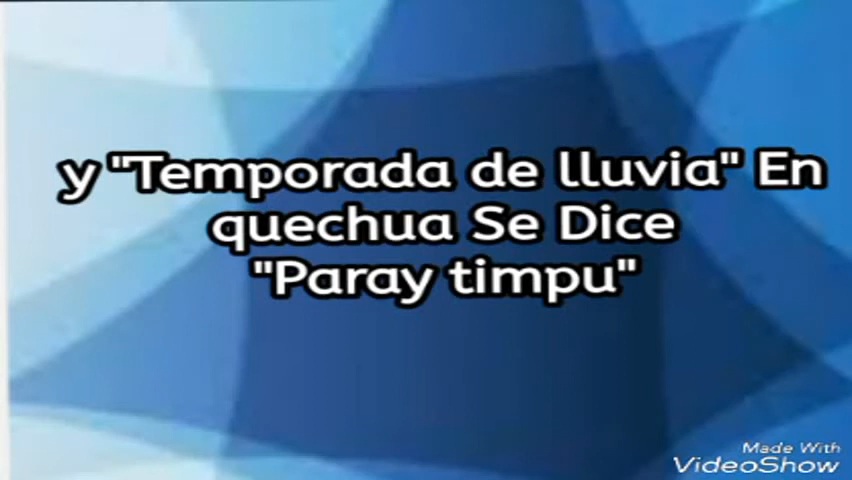 y "Temporada de lluvia" En
quechua Se Dice
"Paray timpu"
Made With
VideoShow